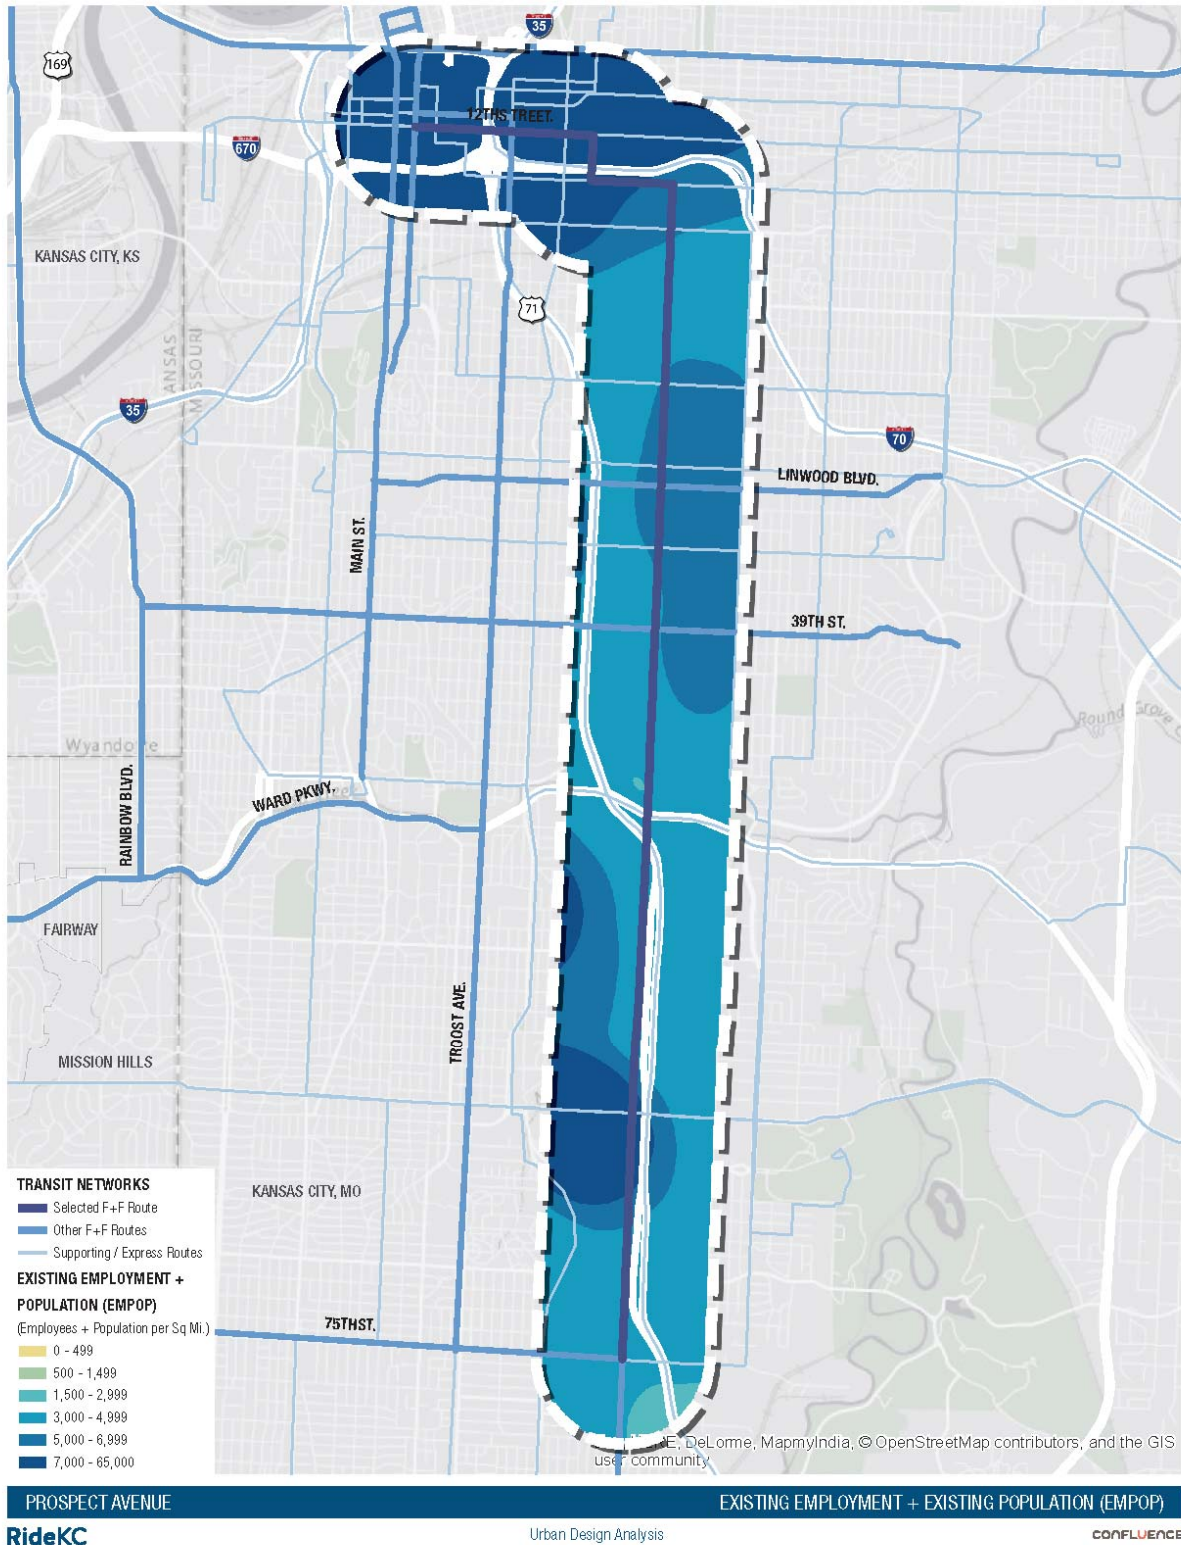 35
169
12THS TREET.
670
KANSAS CITY, KS
71
KANSAS
MISSOURI
35
70
LINWOOD BLVD.
MAIN ST.
39TH ST.
Round Grove
Wyandotte
RAINBOW BLVD.
WARD PKWY.
FAIRWAY
TROOST AVE.
MISSION HILLS
KANSAS CITY, MO
TRANSIT NETWORKS
Selected F+F Route
Other F+F Routes
Supporting / Express Routes
EXISTING EMPLOYMENT +
POPULATION (EMPOP)
(Employees + Population per Sq Mi.)
0 - 499
500 - 1,499
1,500 - 2,999
3,000 - 4,999
5,000 - 6,999
7,000 - 65,000
75TH ST.
DeLorme, MapmyIndia, © OpenStreetMap contributors, and the GIS
user community
PROSPECT AVENUE
EXISTING EMPLOYMENT + EXISTING POPULATION (EMPOP)
RideKC
Urban Design Analysis
CONFLUENCE